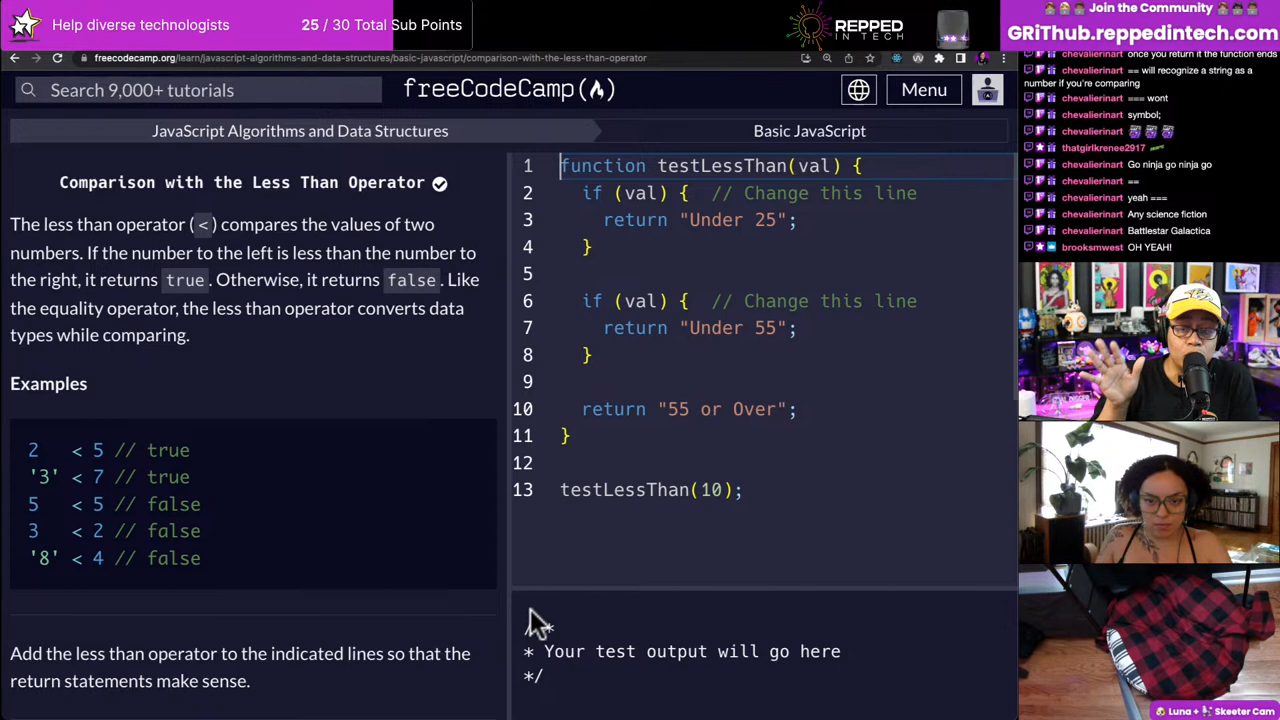 Help diverse technologists
25 / 30 Total Sub Points
REPPED
IN TECH
Join the Community
GRiThub.reppedintech.com
freecodecamp.org/learn/javascript-algorithms-and-data-structures/basic-javascript/comparison-with-the-less-than-operator
Search 9,000+ tutorials
freeCodeCamp
Menu
JavaScript Algorithms and Data Structures
Basic JavaScript
Comparison with the Less Than Operator
The less than operator (<) compares the values of two
numbers. If the number to the left is less than the number to
the right, it returns true. Otherwise, it returns false. Like
the equality operator, the less than operator converts data
types while comparing.
Examples
2 < 5 // true
'3' < 7 // true
5 < 5 // false
3 < 2 // false
'8' < 4 // false
Add the less than operator to the indicated lines so that the
return statements make sense.
1 function testLessThan(val) {
2 if (val) { // Change this line
3 return "Under 25";
4 }
5
6 if (val) { // Change this line
7 return "Under 55";
8 }
9
10 return "55 or Over";
11 }
12
13 testLessThan(10);
* Your test output will go here
*/
chevalierinart once you return it the function ends
chevalierinart == will recognize a string as a
number if you're comparing
chevalierinart === wont
chevalierinart symbol;
chevalierinart
thatgirlkrenee2917
chevalierinart Go ninja go ninja go
chevalierinart ==
chevalierinart yeah ===
chevalierinart Any science fiction
chevalierinart Battlestar Galactica
brooksmwest OH YEAH!
Luna + Skeeter Cam